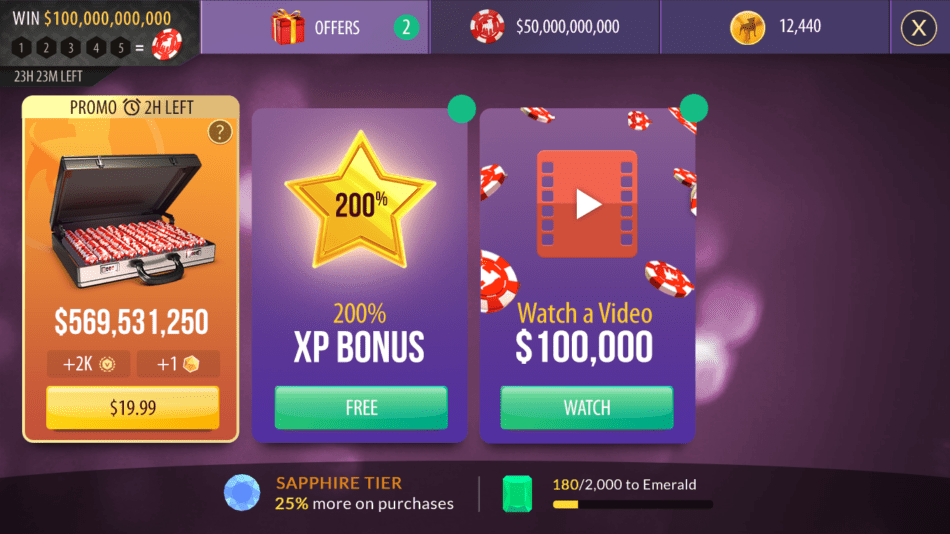 WIN $100,000,000,000
1 2 3 4 5 =
23H 23M LEFT
OFFERS 2
$50,000,000,000
12,440
X
PROMO 2H LEFT
?
$569,531,250
+2K +1
$19.99
200%
200%
XP BONUS
FREE
Watch a Video
$100,000
WATCH
SAPPHIRE TIER
25% more on purchases
180/2,000 to Emerald